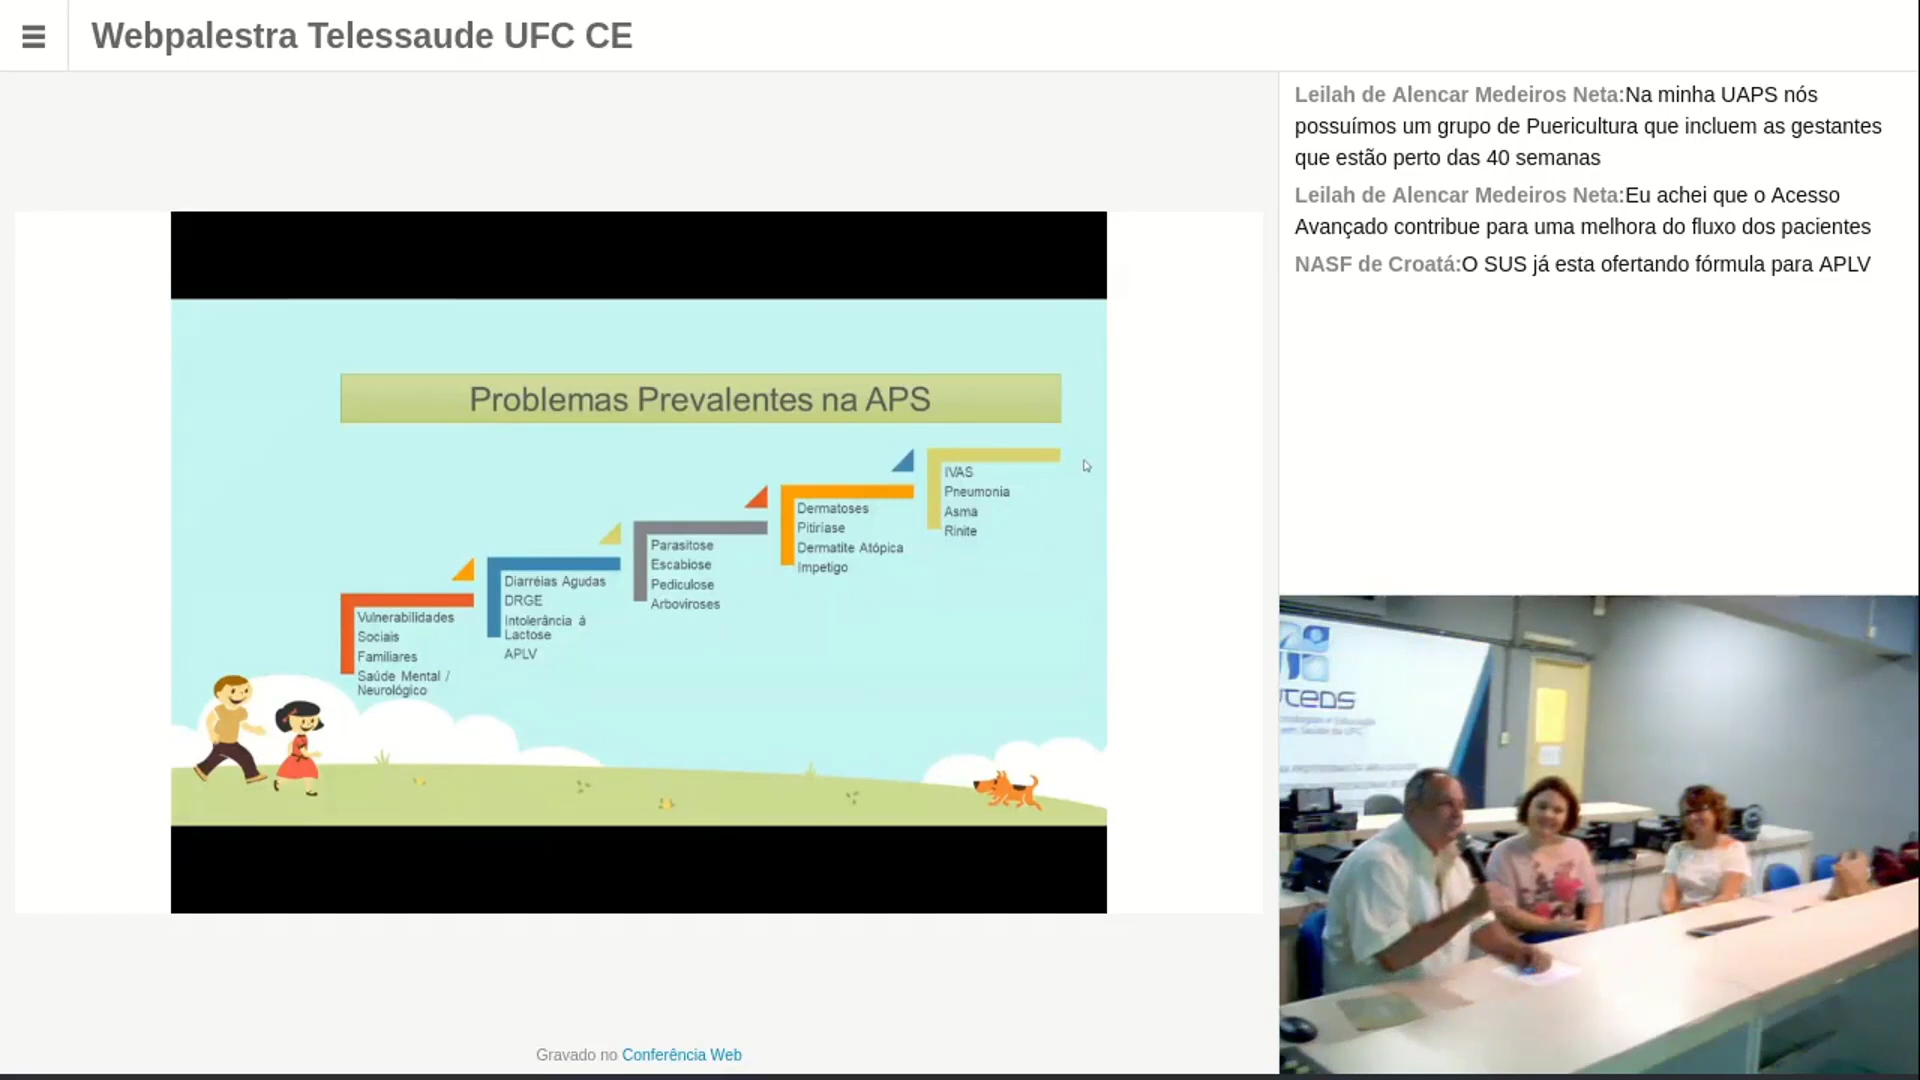 Webpalestra Telessaude UFC CE
Leilah de Alencar Medeiros Neta:Na minha UAPS nós
possuímos um grupo de Puericultura que incluem as gestantes
que estão perto das 40 semanas
Leilah de Alencar Medeiros Neta:Eu achei que o Acesso
Avançado contribue para uma melhora do fluxo dos pacientes
NASF de Croatá:O SUS já esta ofertando fórmula para APLV
Problemas Prevalentes na APS
Vulnerabilidades
Sociais
Familiares
Saúde Mental /
Neurológico
Diarréias Agudas
DRGE
Intolerância à
Lactose
APLV
Parasitose
Escabiose
Pediculose
Arboviroses
Dermatoses
Pitiríase
Dermatite Atópica
Impetigo
IVAS
Pneumonia
Asma
Rinite
em Saúde da UFC
Gravado no Conferência Web